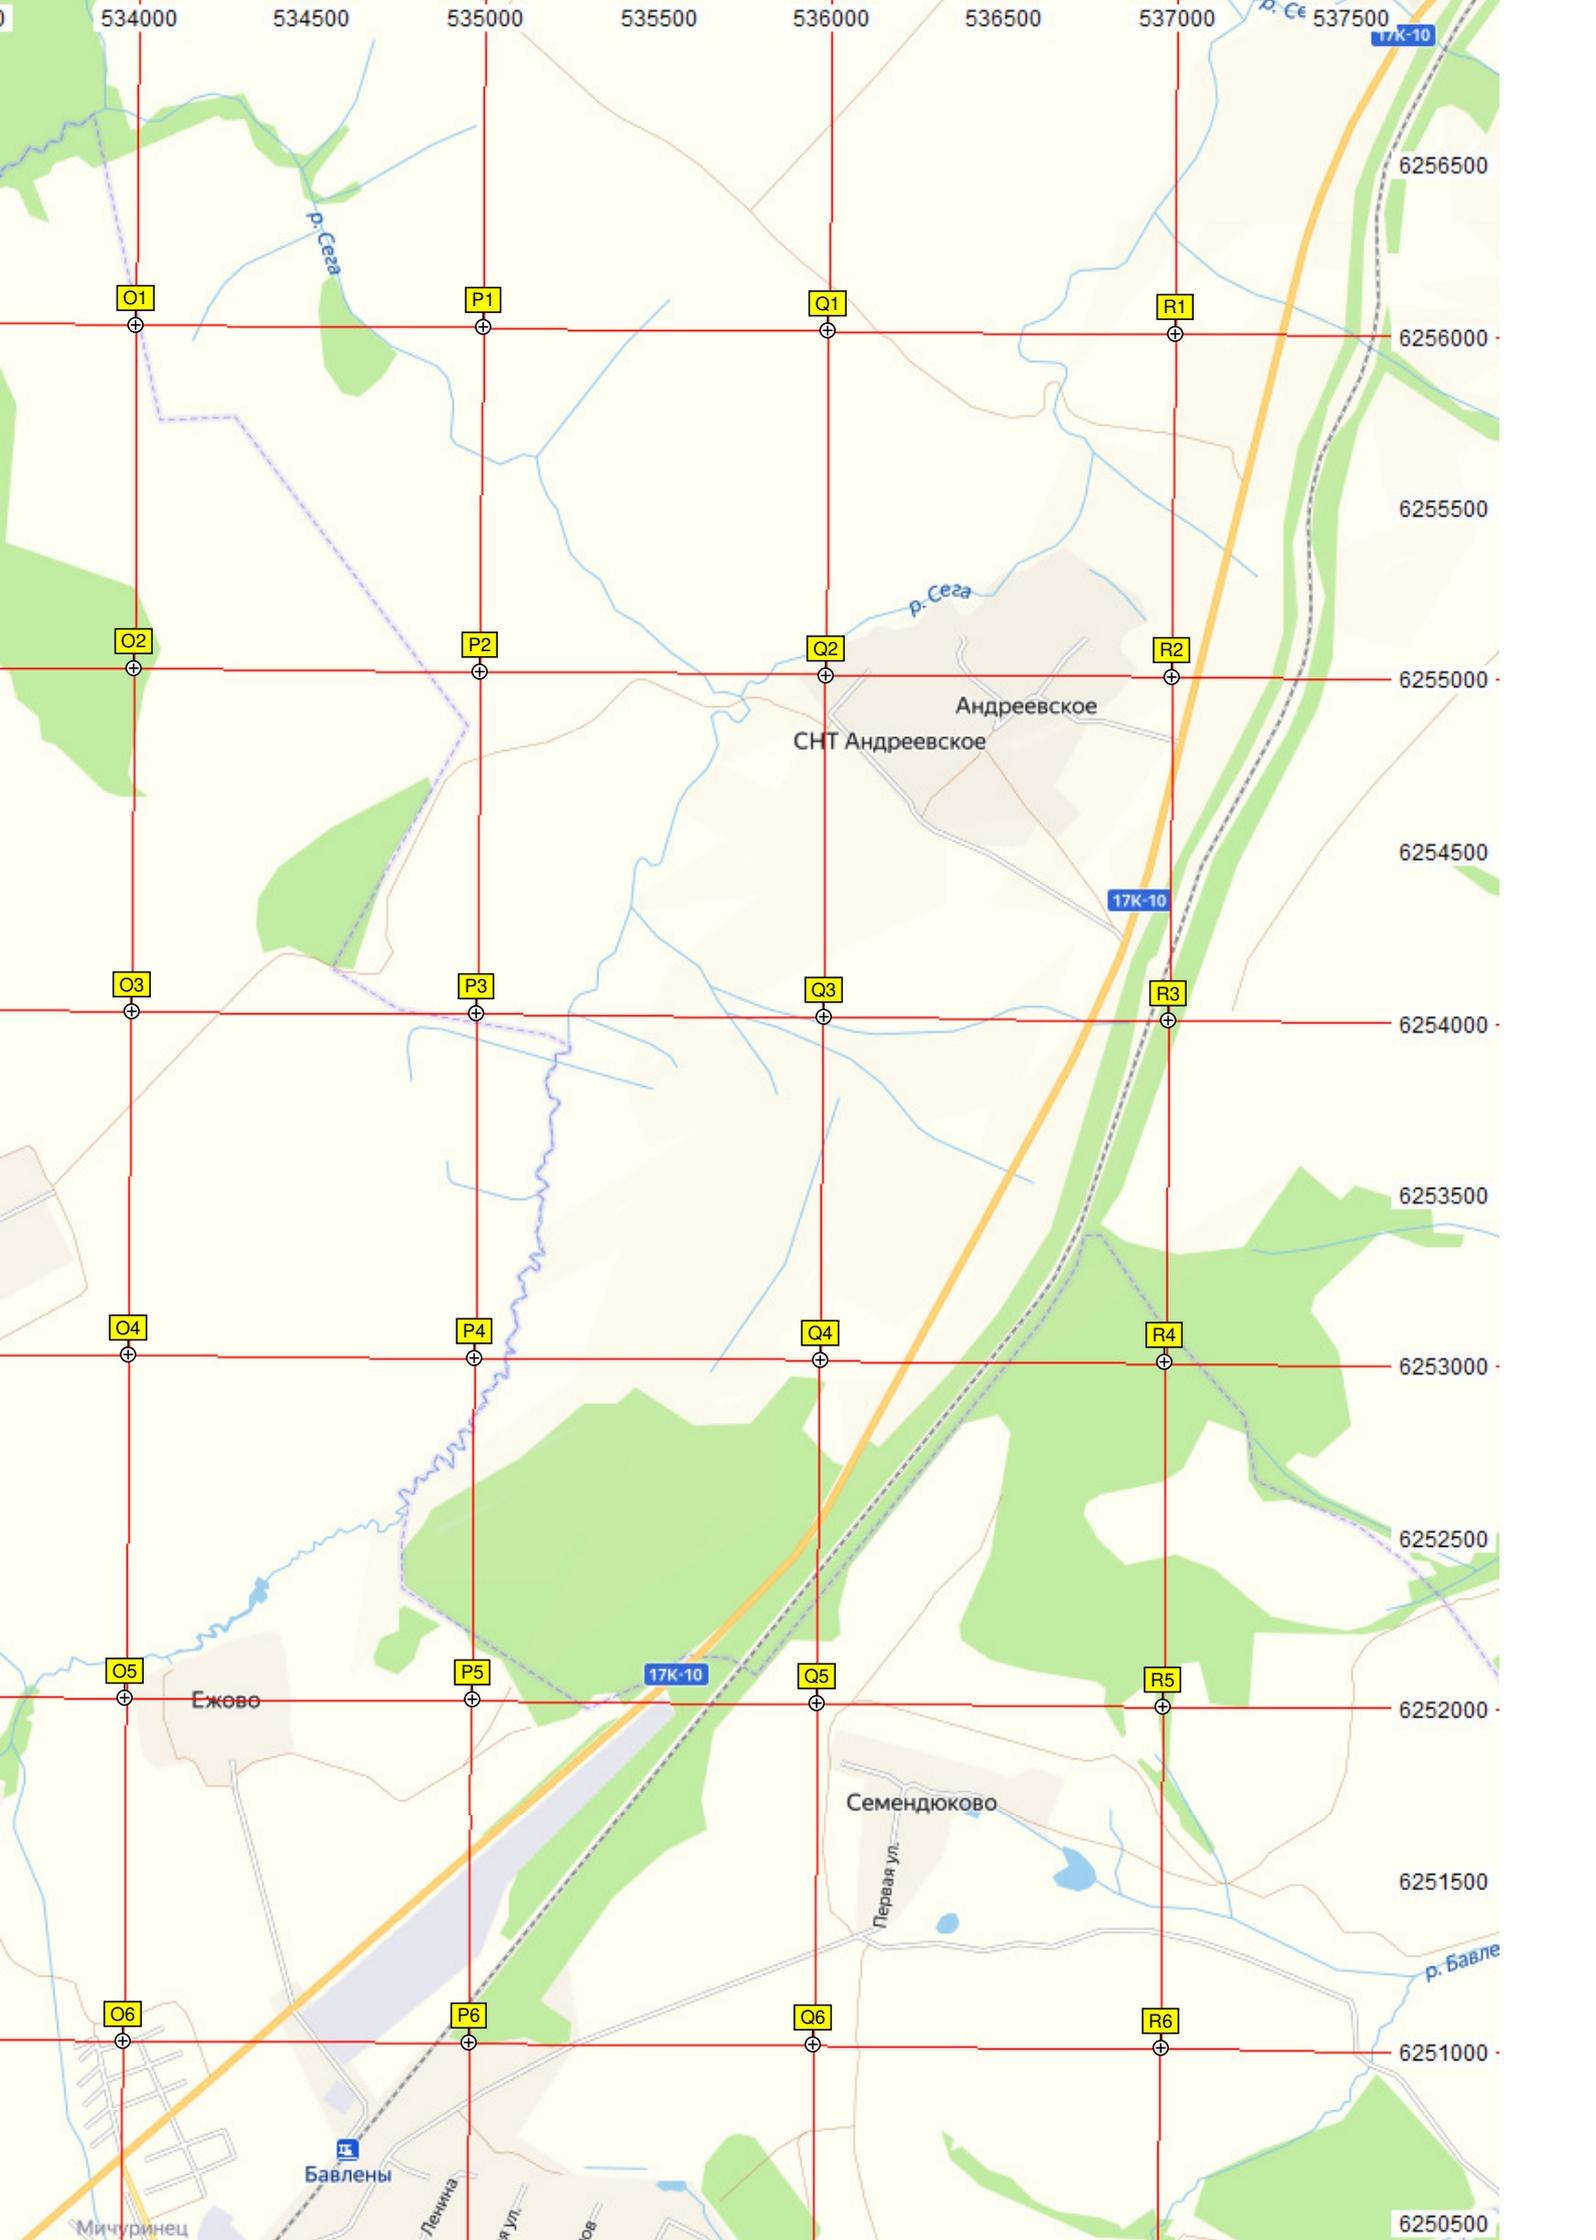 534000 534500 535000 535500 536000 536500 537000 537500
р. Се
17К-10
6256500
р. Сега
O1 P1 Q1 R1
6256000
6255500
р. Сега
O2 P2 Q2 R2
6255000
Андреевское
СНТ Андреевское
6254500
17К-10
O3 P3 Q3 R3
6254000
6253500
O4 P4 Q4 R4
6253000
6252500
O5 P5 17К-10 Q5 R5
Ежово
6252000
Семендюково
Первая ул.
6251500
р. Бавле
O6 P6 Q6 R6
6251000
Бавлены
Ленина
я ул.
ов
Мичуринец
6250500